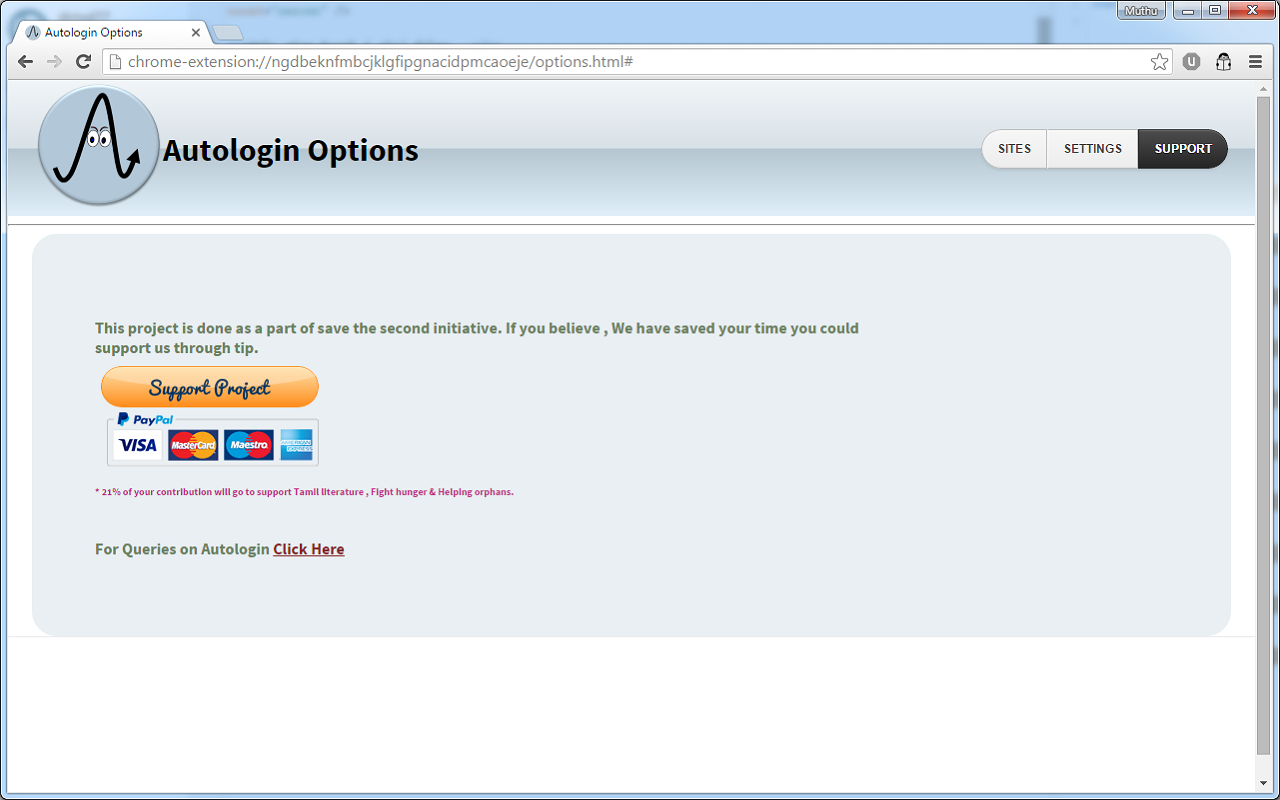 Muthu
Autologin Options
chrome-extension://ngdbeknfmbcjklgfipgnacidpmcaoeje/options.html#
U
Autologin Options
SITES SETTINGS SUPPORT
This project is done as a part of save the second initiative. If you believe , We have saved your time you could
support us through tip.
Support Project
PayPal
VISA MasterCard Maestro AMERICAN EXPRESS
* 21% of your contribution will go to support Tamil literature , Fight hunger & Helping orphans.
For Queries on Autologin Click Here